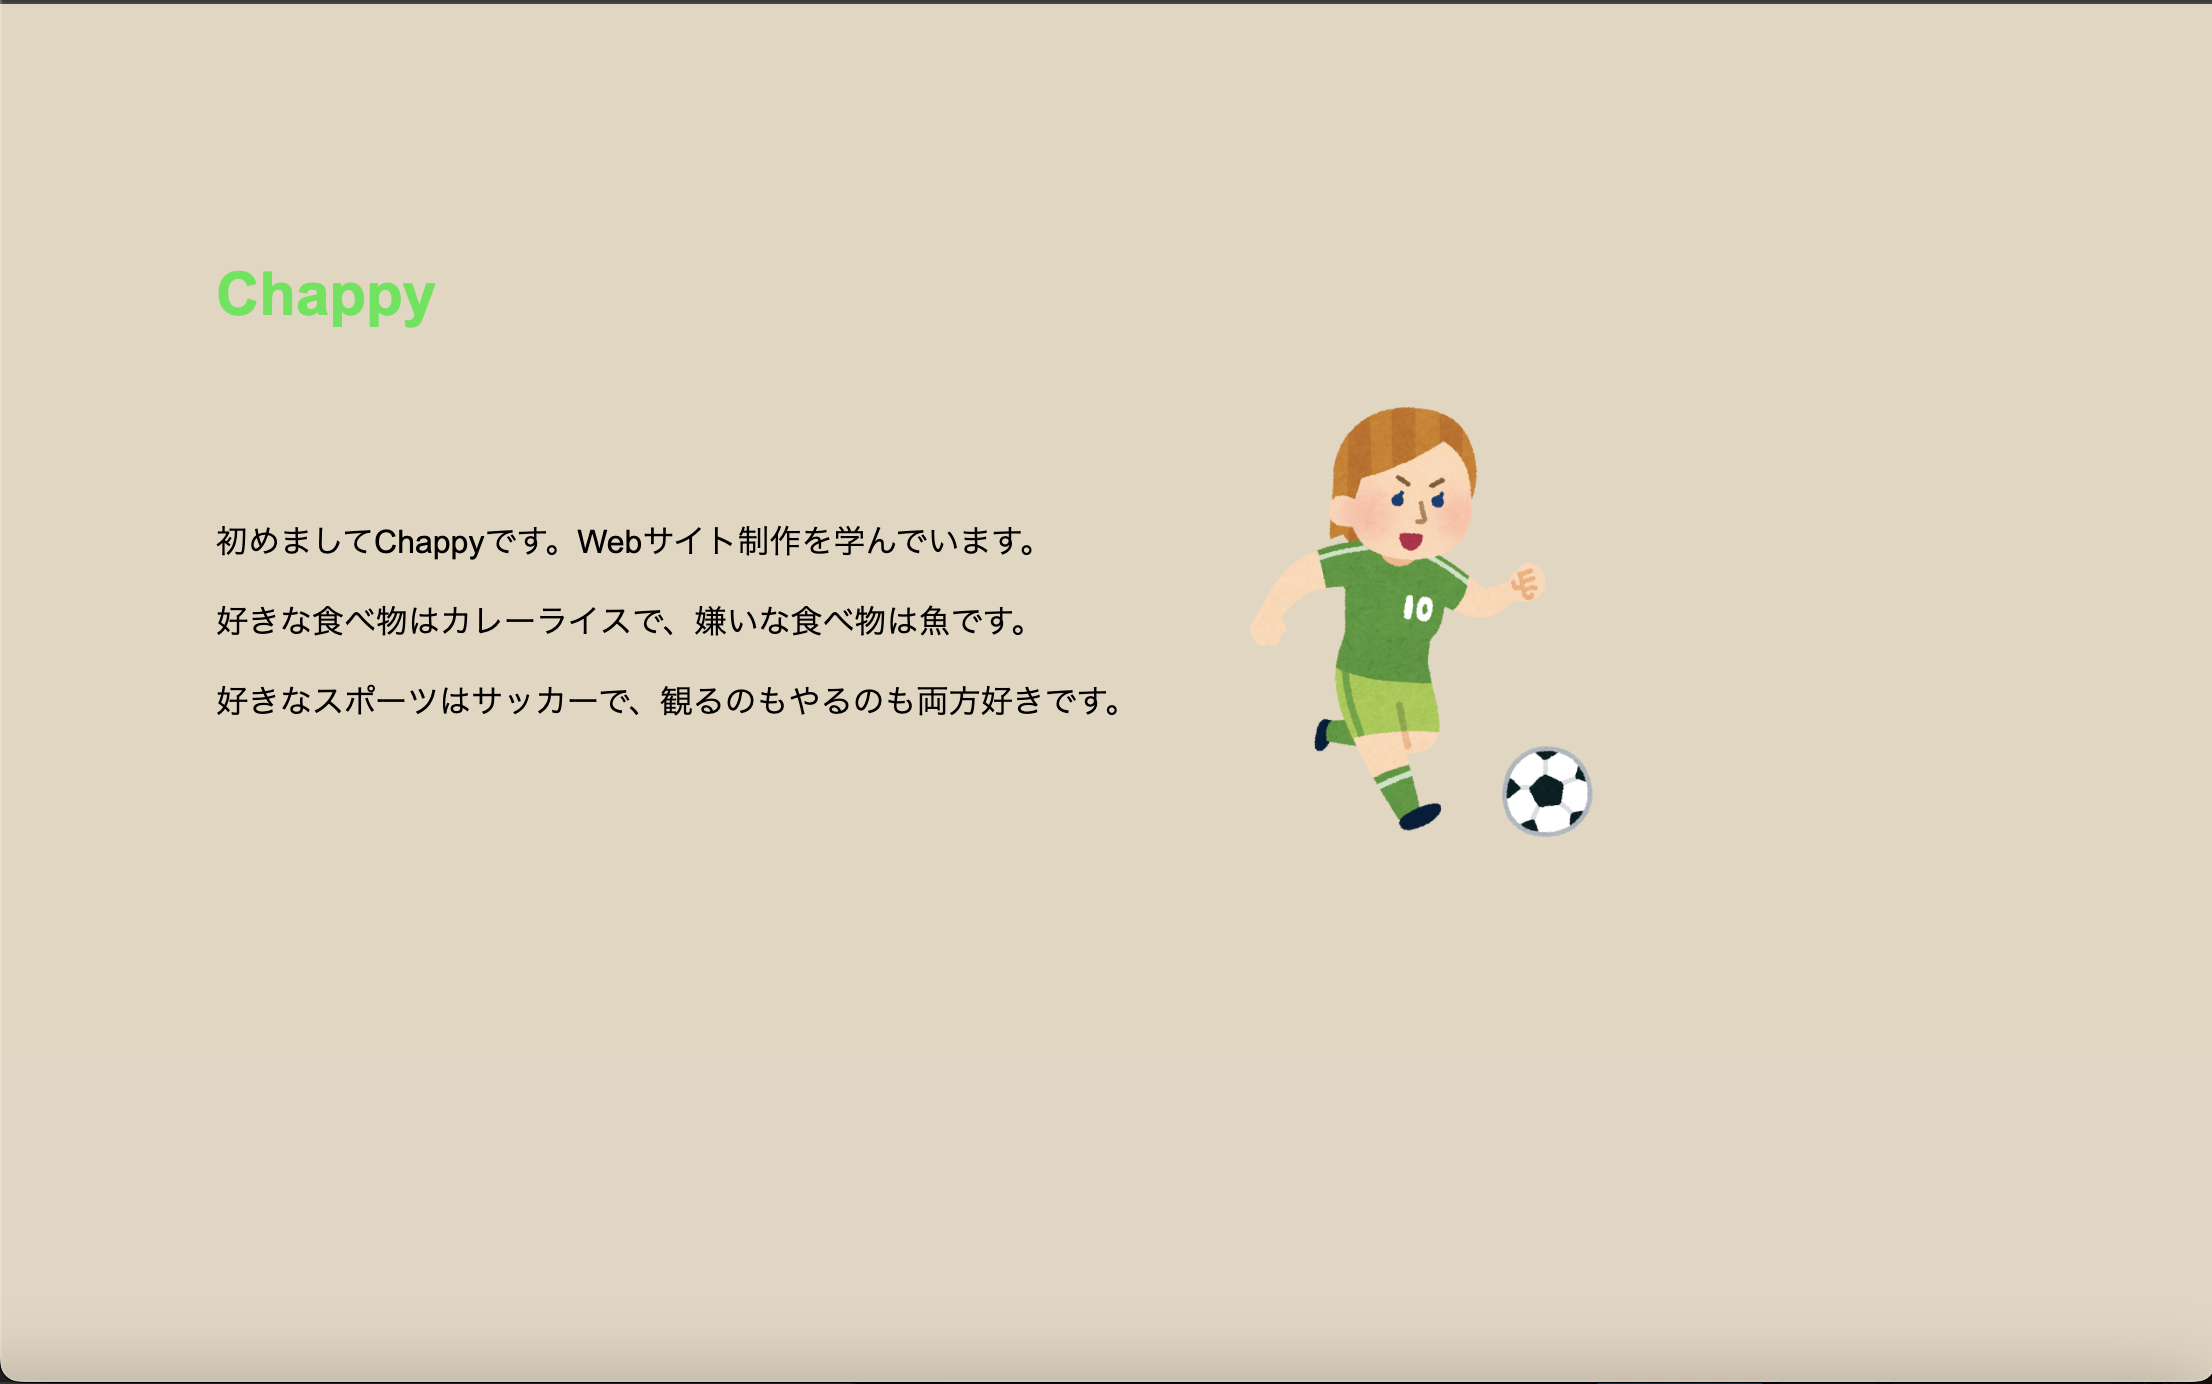 Chappy
初めましてChappyです。Webサイト制作を学んでいます。
好きな食べ物はカレーライスで、嫌いな食べ物は魚です。
好きなスポーツはサッカーで、観るのもやるのも両方好きです。
10